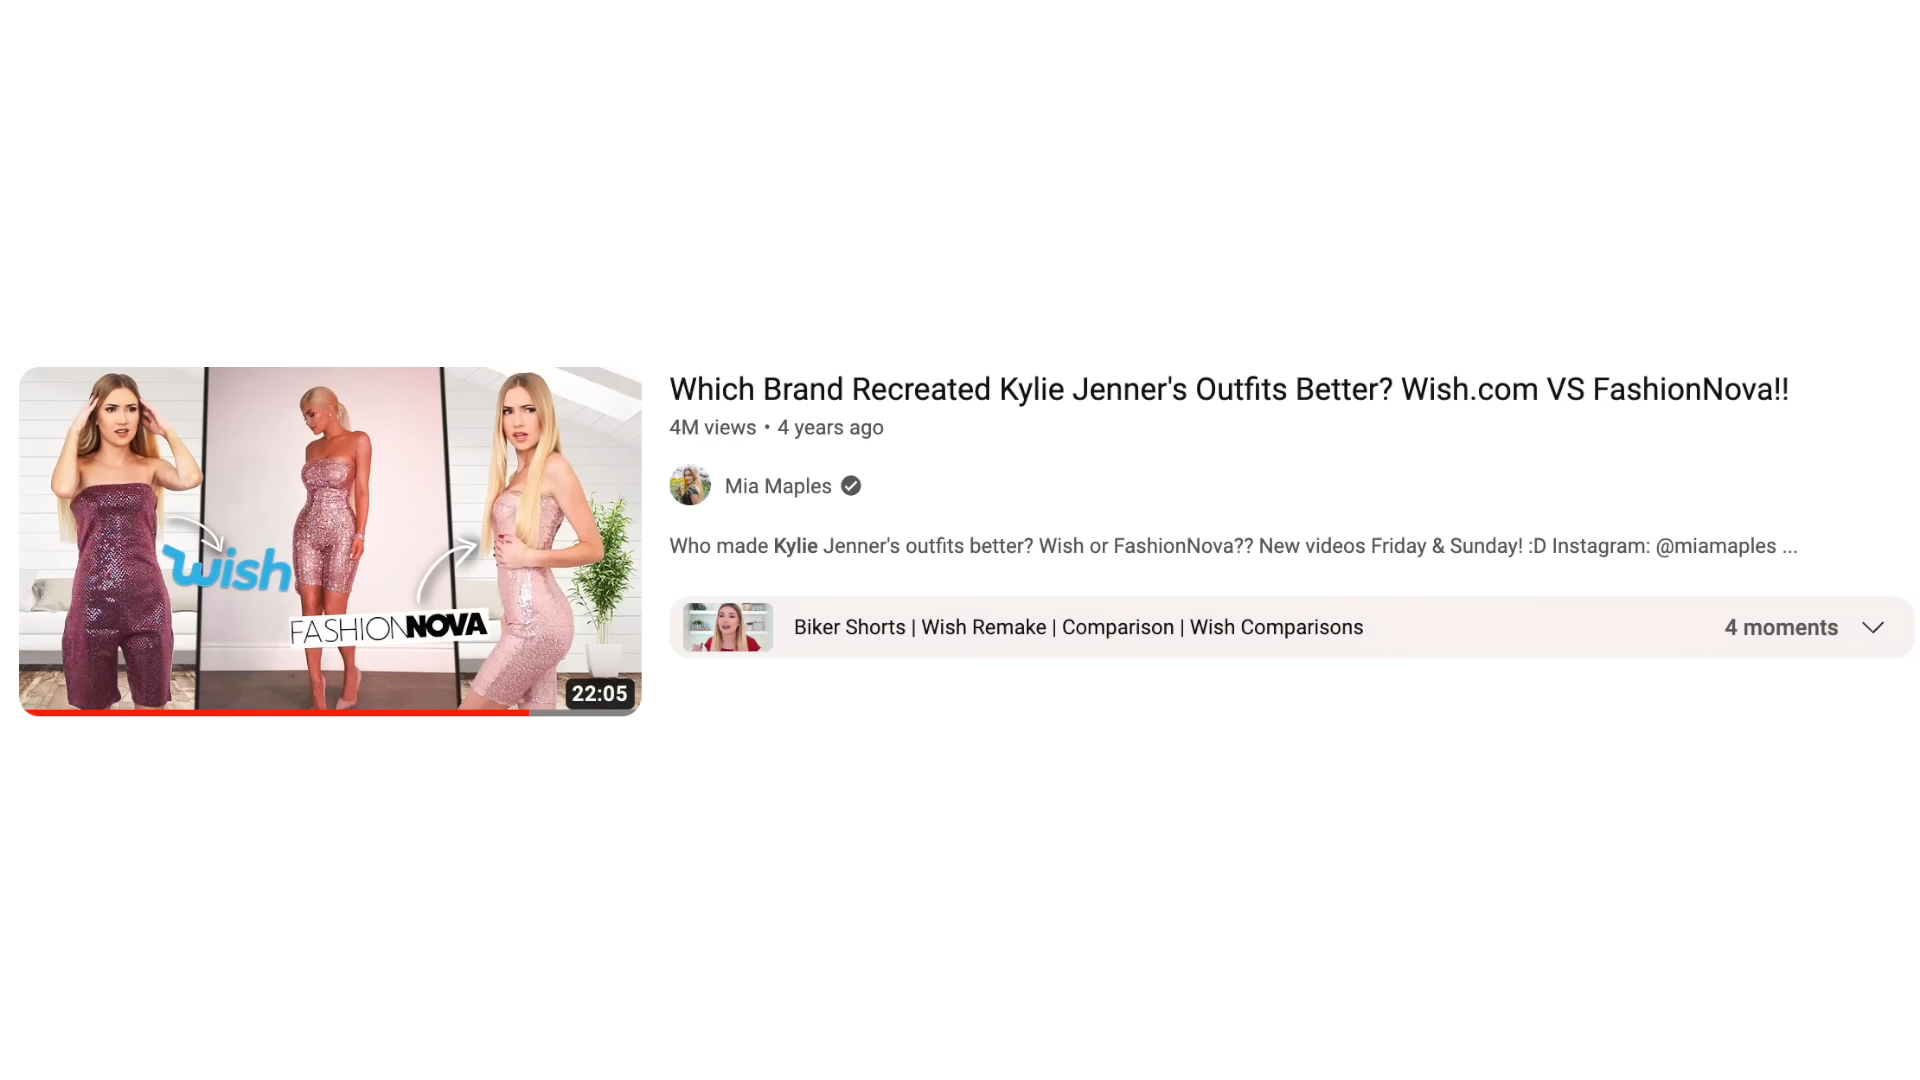 Which Brand Recreated Kylie Jenner's Outfits Better? Wish.com VS FashionNova!!
4M views • 4 years ago
Mia Maples
Who made Kylie Jenner's outfits better? Wish or FashionNova?? New videos Friday & Sunday! :D Instagram: @miamaples ...
wish
FASHIONNOVA
22:05
Biker Shorts | Wish Remake | Comparison | Wish Comparisons
4 moments